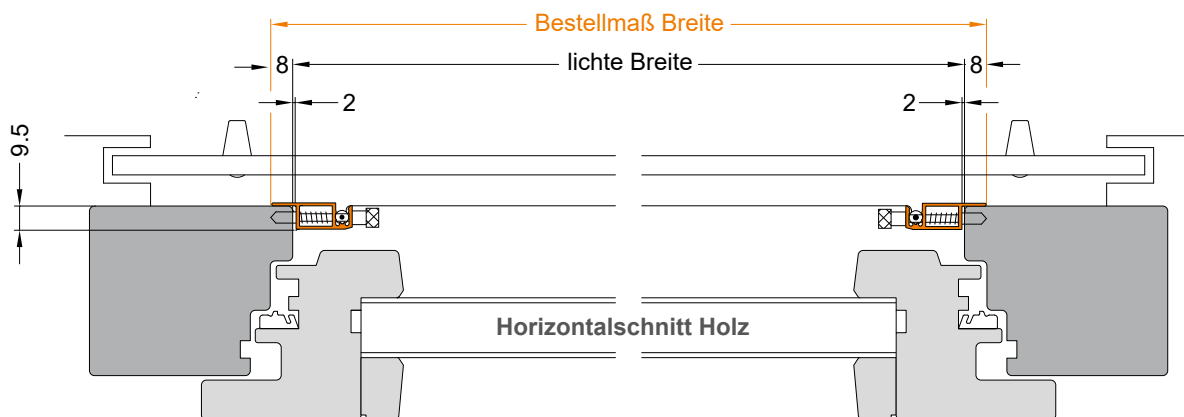 Bestellmaß Breite
8 lichte Breite 8
2 2
9.5
Horizontalschnitt Holz